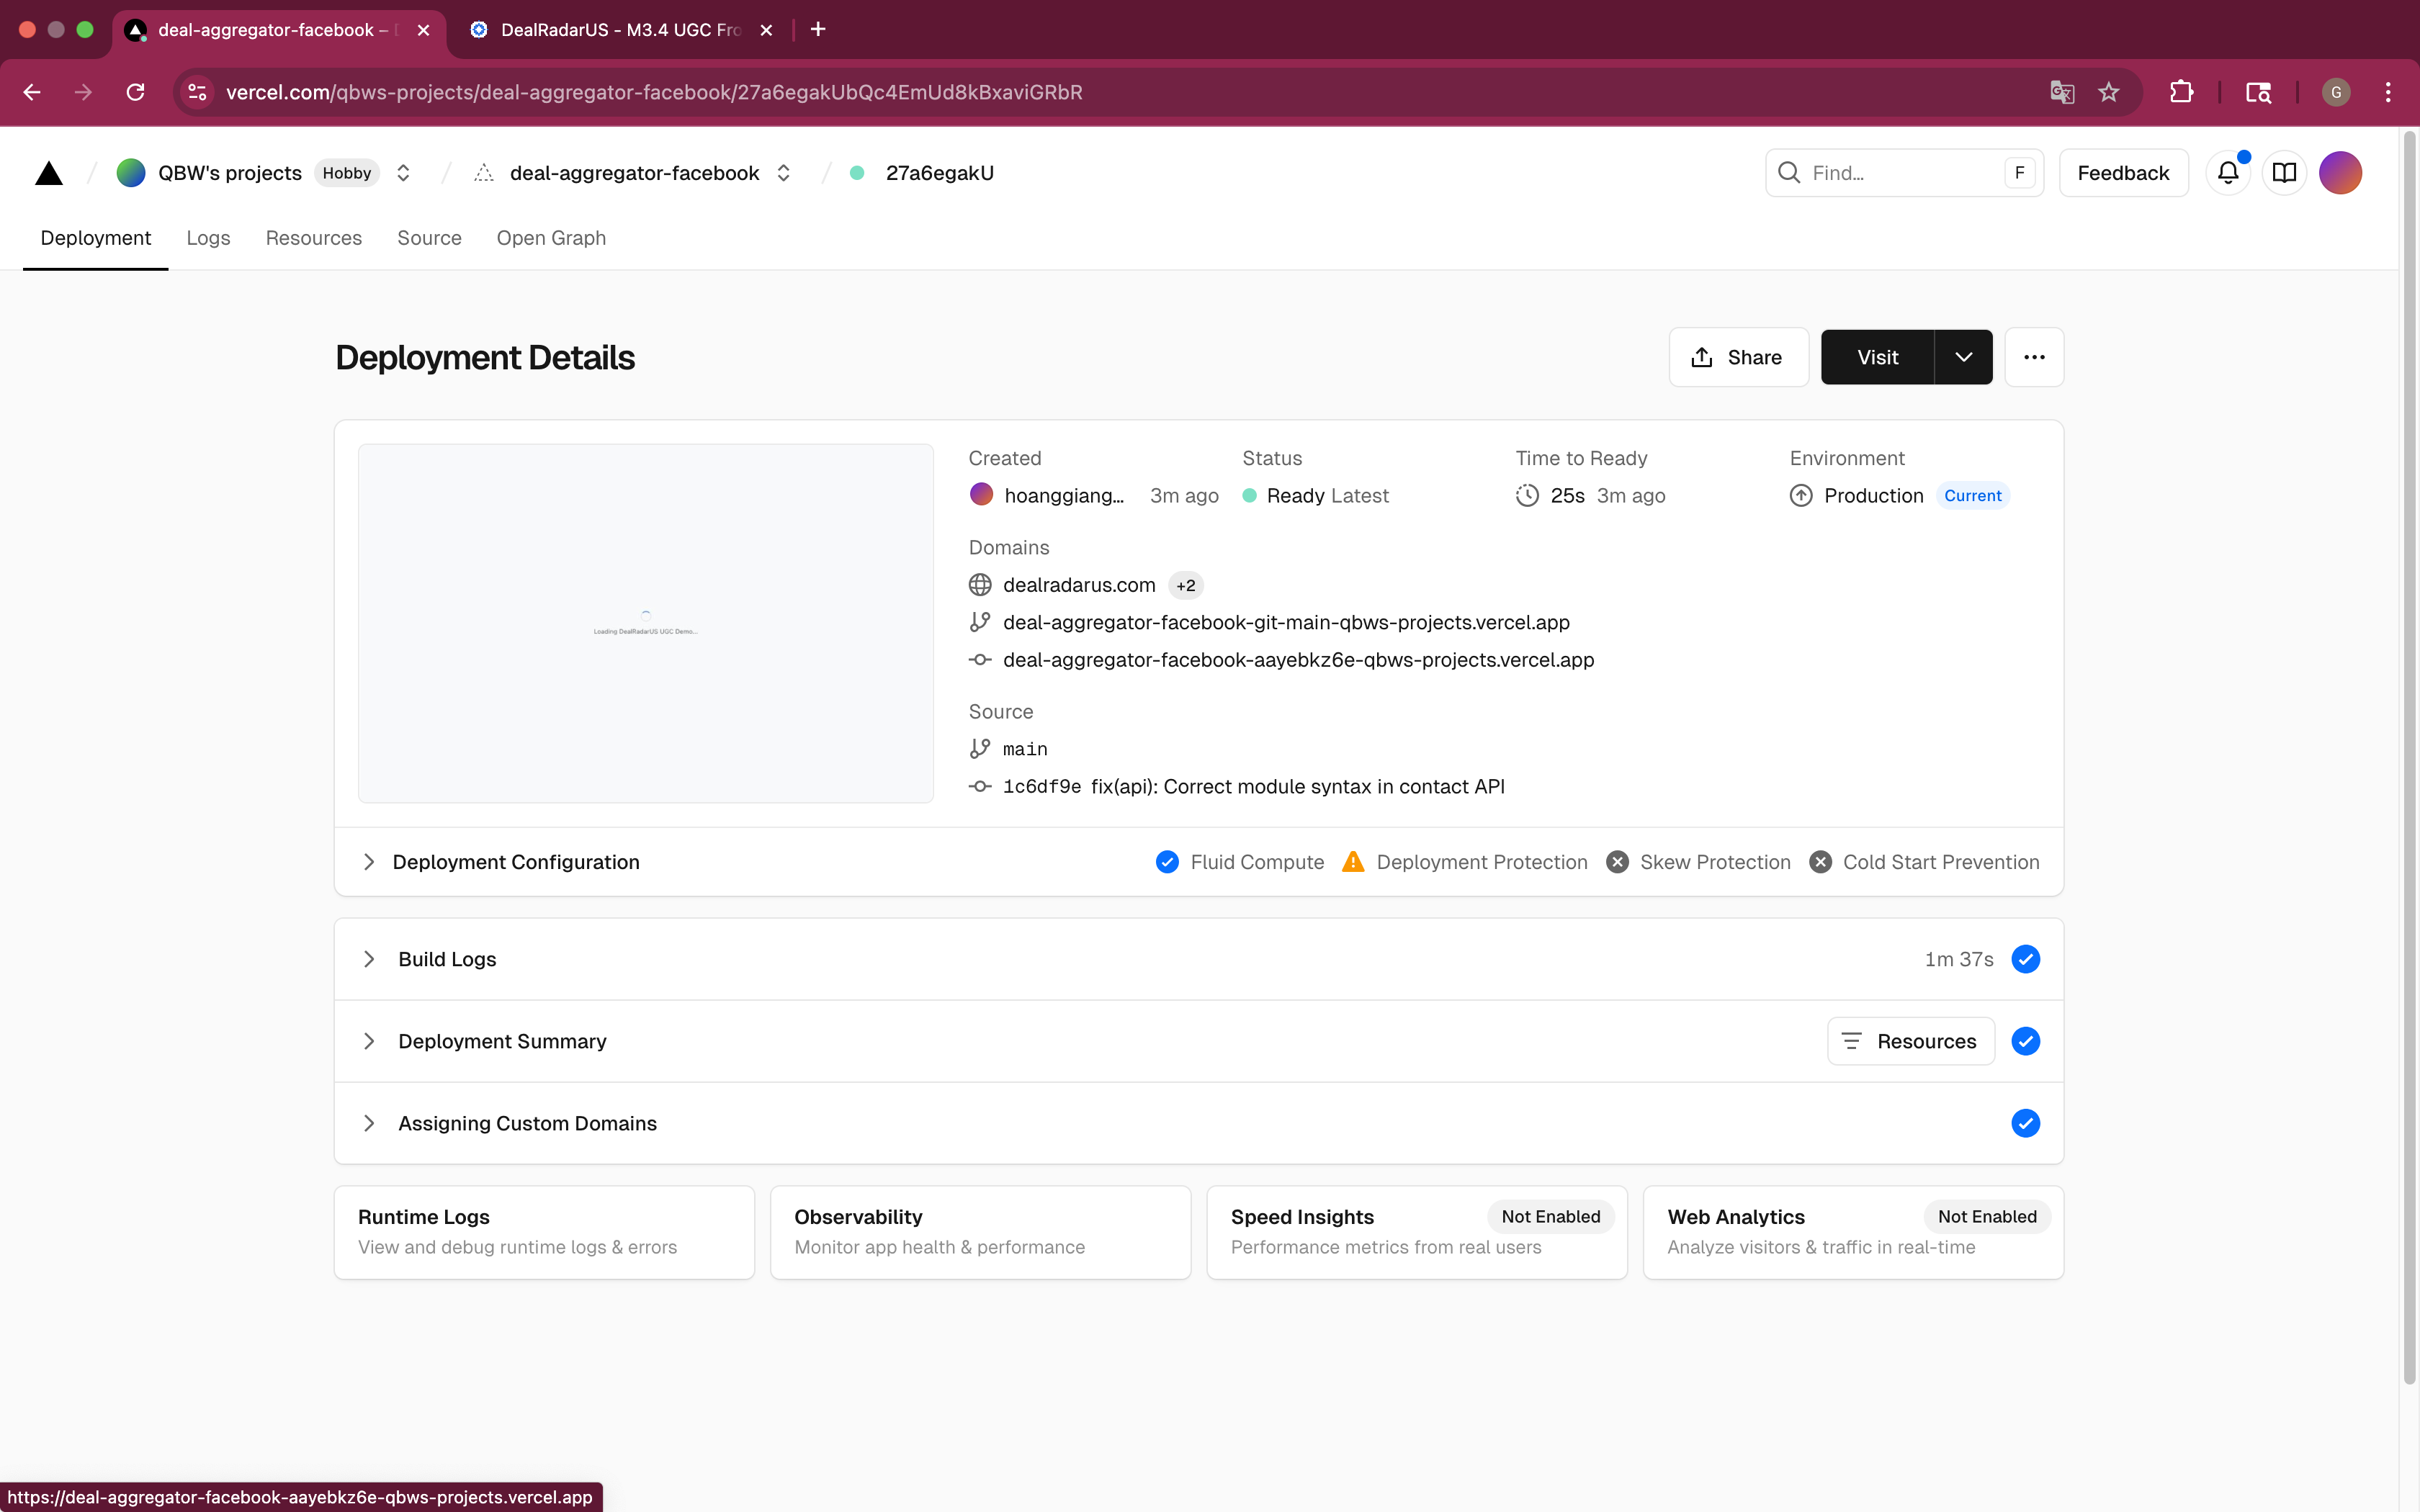 deal-aggregator-facebook –
DealRadarUS - M3.4 UGC Fro
vercel.com/qbws-projects/deal-aggregator-facebook/27a6egakUbQc4EmUd8kBxaviGRbR
G
QBW's projects Hobby
deal-aggregator-facebook
27a6egakU
Find...
F
Feedback
Deployment
Logs
Resources
Source
Open Graph
Deployment Details
Share
Visit
Loading DealRadarUS UGC Demo...
Created
hoanggiang... 3m ago
Status
Ready Latest
Time to Ready
25s 3m ago
Environment
Production Current
Domains
dealradarus.com +2
deal-aggregator-facebook-git-main-qbws-projects.vercel.app
deal-aggregator-facebook-aayebkz6e-qbws-projects.vercel.app
Source
main
1c6df9e fix(api): Correct module syntax in contact API
Deployment Configuration
Fluid Compute
Deployment Protection
Skew Protection
Cold Start Prevention
Build Logs
1m 37s
Deployment Summary
Resources
Assigning Custom Domains
Runtime Logs
View and debug runtime logs & errors
Observability
Monitor app health & performance
Speed Insights
Not Enabled
Performance metrics from real users
Web Analytics
Not Enabled
Analyze visitors & traffic in real-time
https://deal-aggregator-facebook-aayebkz6e-qbws-projects.vercel.app